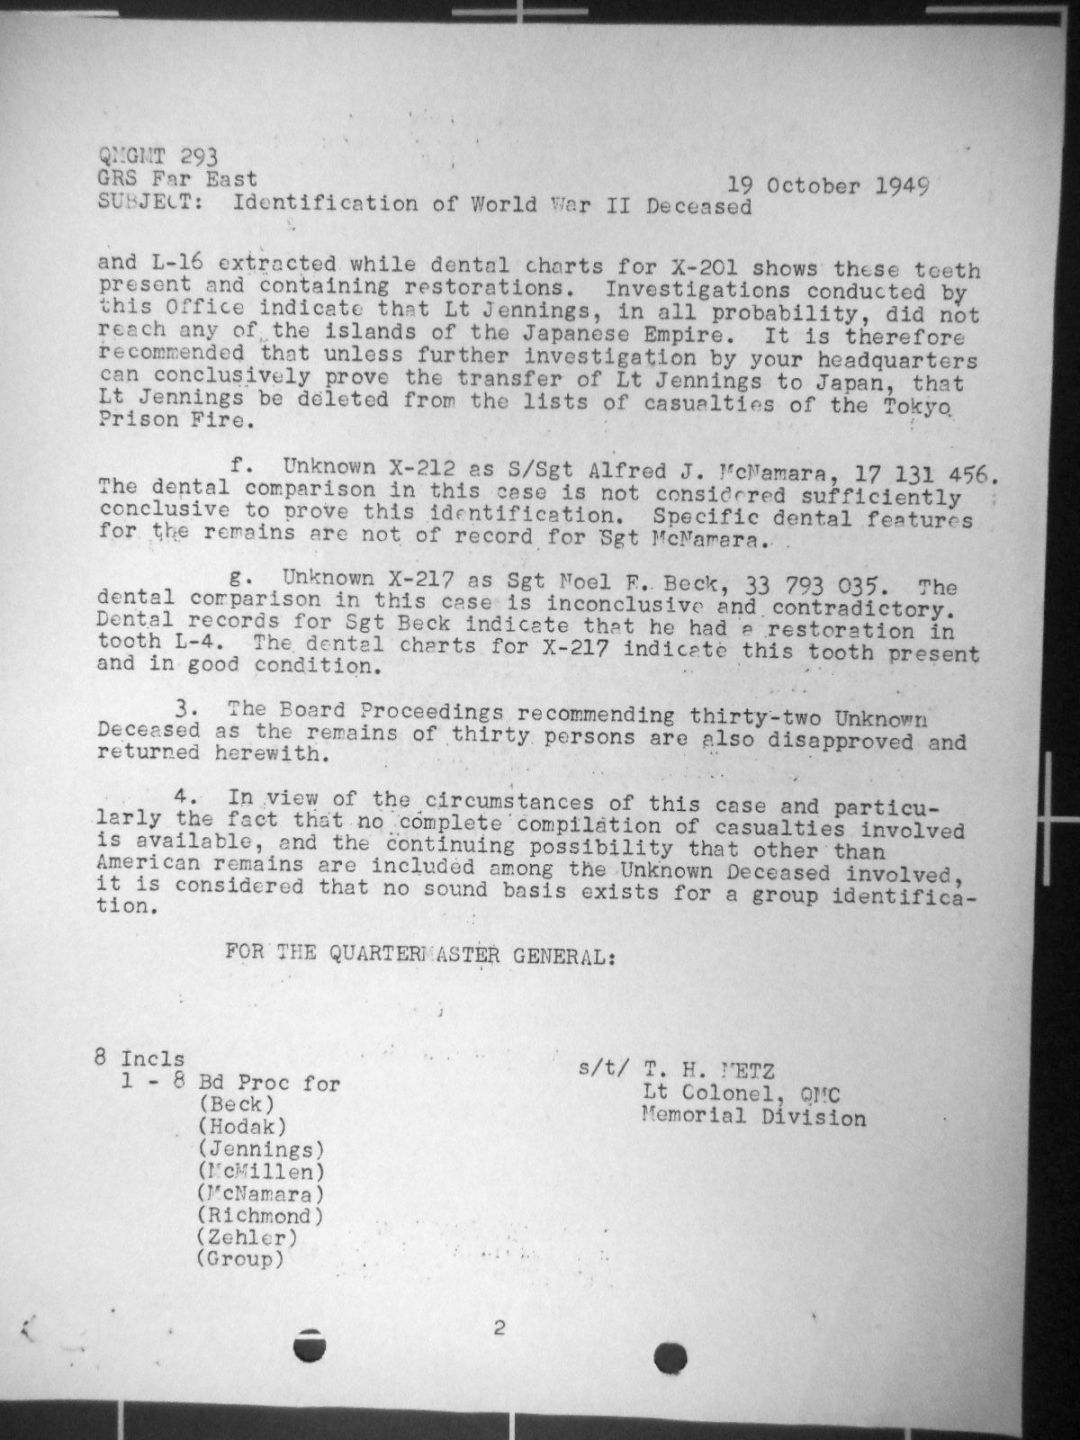 QMGMT 293
GRS Far East
19 October 1949
SUBJECT: Identification of World War II Deceased
and L-16 extracted while dental charts for X-201 shows these teeth
present and containing restorations. Investigations conducted by
this Office indicate that Lt Jennings, in all probability, did not
reach any of the islands of the Japanese Empire. It is therefore
recommended that unless further investigation by your headquarters
can conclusively prove the transfer of Lt Jennings to Japan, that
Lt Jennings be deleted from the lists of casualties of the Tokyo
Prison Fire.
f. Unknown X-212 as S/Sgt Alfred J. McNamara, 17 131 456.
The dental comparison in this case is not considered sufficiently
conclusive to prove this identification. Specific dental features
for the remains are not of record for Sgt McNamara.
g. Unknown X-217 as Sgt Noel F. Beck, 33 793 035. The
dental comparison in this case is inconclusive and contradictory.
Dental records for Sgt Beck indicate that he had a restoration in
tooth L-4. The dental charts for X-217 indicate this tooth present
and in good condition.
3. The Board Proceedings recommending thirty-two Unknown
Deceased as the remains of thirty persons are also disapproved and
returned herewith.
4. In view of the circumstances of this case and particu-
larly the fact that no complete compilation of casualties involved
is available, and the continuing possibility that other than
American remains are included among the Unknown Deceased involved,
it is considered that no sound basis exists for a group identifica-
tion.
FOR THE QUARTERMASTER GENERAL:
8 Incls
1 - 8 Bd Proc for
(Beck)
(Hodak)
(Jennings)
(McMillen)
(McNamara)
(Richmond)
(Zehler)
(Group)
s/t/ T. H. METZ
Lt Colonel, QMC
Memorial Division
2